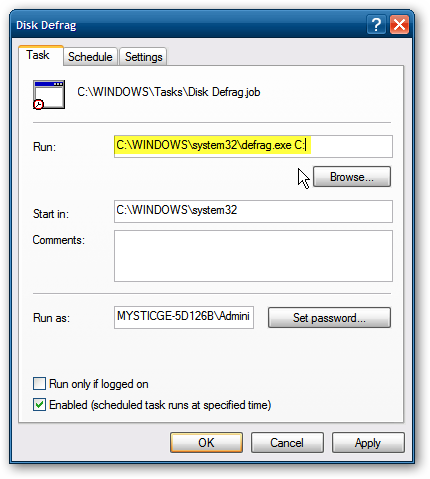 Disk Defrag
Task Schedule Settings
C:\WINDOWS\Tasks\Disk Defrag.job
Run: C:\WINDOWS\system32\defrag.exe C:
Browse...
Start in: C:\WINDOWS\system32
Comments:
Run as: MYSTICGE-5D126B\Admini Set password...
Run only if logged on
Enabled (scheduled task runs at specified time)
OK Cancel Apply